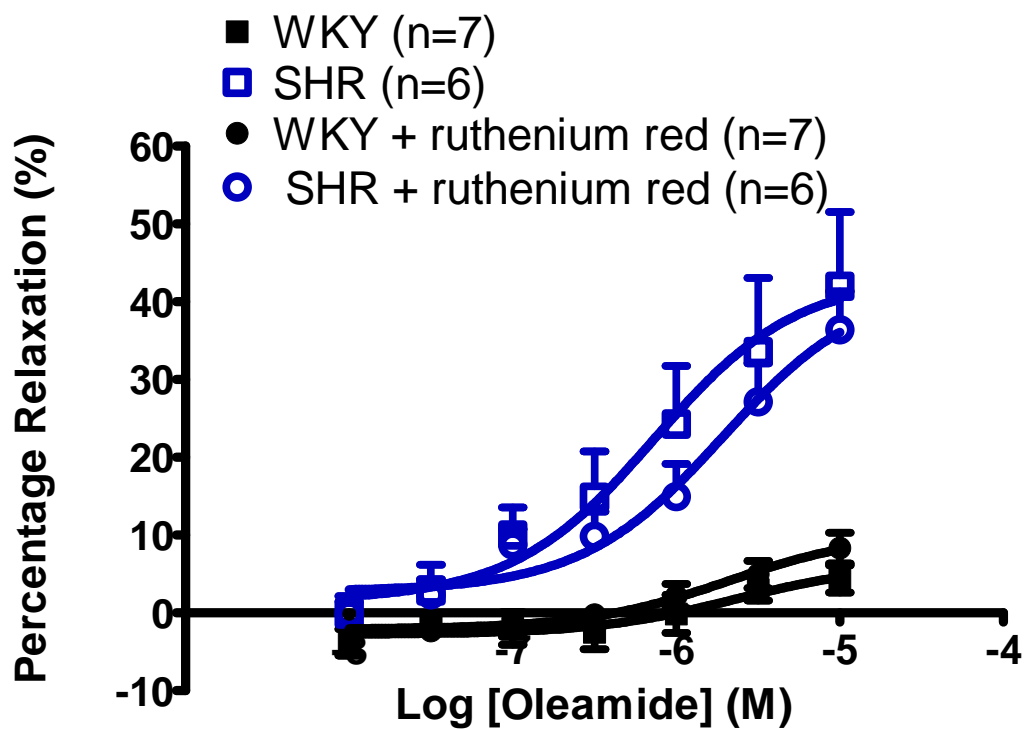 WKY (n=7)
SHR (n=6)
WKY + ruthenium red (n=7)
SHR + ruthenium red (n=6)
Percentage Relaxation (%)
60
50
40
30
20
10
0
-10
-8
-7
-6
-5
-4
Log [Oleamide] (M)